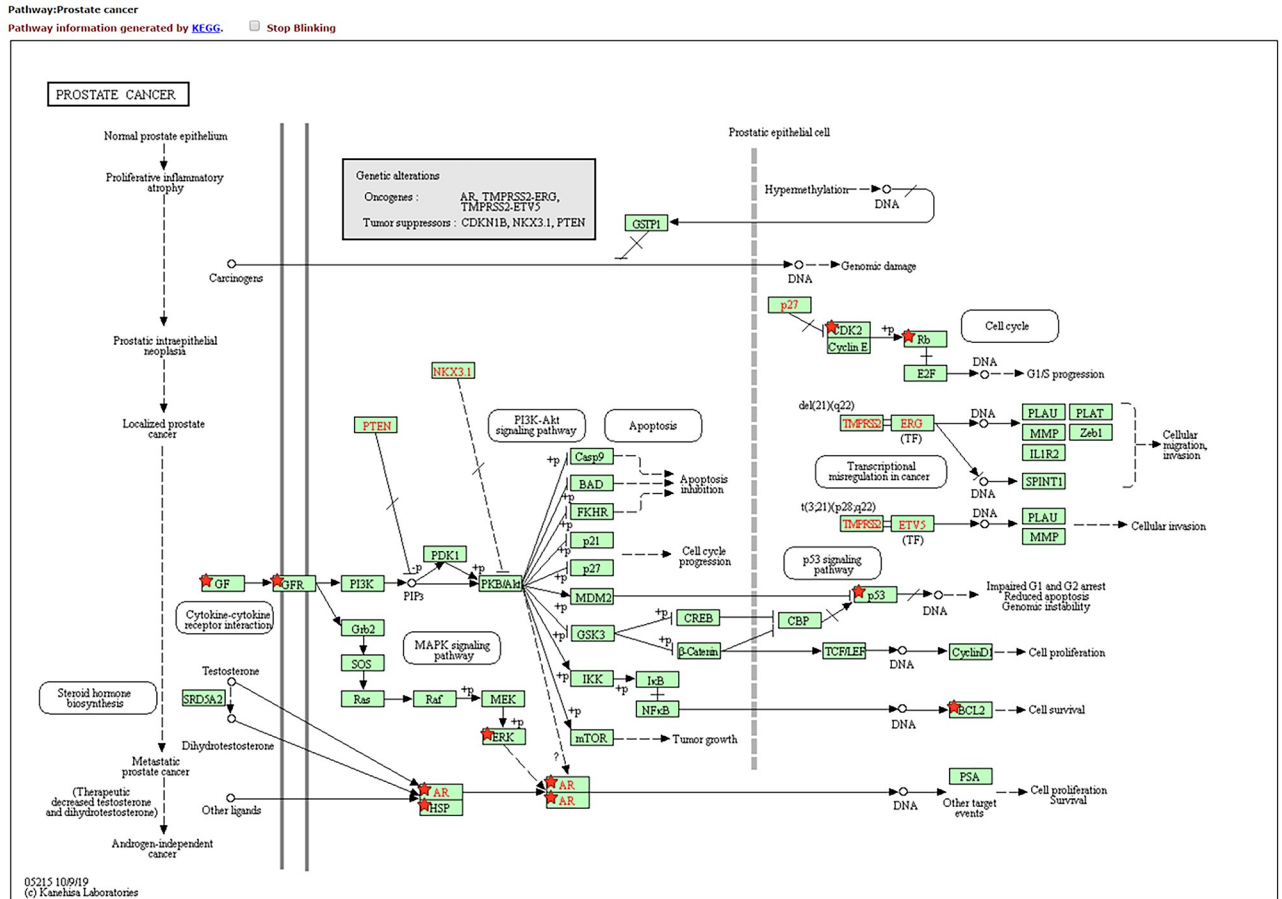 Pathway:Prostate cancer
Pathway information generated by KEGG. Stop Blinking
PROSTATE CANCER
Normal prostate epithelium
Proliferative inflammatory
atrophy
Prostatic intraepithelial
neoplasia
Localized prostate
cancer
Steroid hormone
biosynthesis
Metastatic
prostate cancer
(Therapeutic
decreased testosterone
and dihydrotestosterone)
Androgen-independent
cancer
Genetic alterations
Oncogenes : AR, TMPRSS2-ERG,
TMPRSS2-ETV5
Tumor suppressors : CDKN1B, NKX3.1, PTEN
Prostatic epithelial cell
Hypermethylation
DNA
GSTP1
Carcinogens
DNA
Genomic damage
p27
CDK2
Cyclin E
+p
Rb
Cell cycle
E2F
DNA
G1/S progression
NKX3.1
PTEN
PI3K-Akt
signaling pathway
Apoptosis
del(21)(q22)
TMPRSS2
ERG
(TF)
DNA
PLAU
PLAT
MMP
Zeb1
IL1R2
Cellular
migration,
invasion
Transcriptional
misregulation in cancer
DNA
SPINT1
t(3;21)(p28;q22)
TMPRSS2
ETV5
(TF)
DNA
PLAU
MMP
Cellular invasion
+p
Casp9
BAD
+p
FKHR
+p
Apoptosis
inhibition
p21
+p
p27
+p
Cell cycle
progression
MDM2
+p
GF
GFR
PI3K
PIP3
-p
PDK1
+p
PKB/Akt
Cytokine-cytokine
receptor interaction
p53 signaling
pathway
p53
DNA
Impaired G1 and G2 arrest
Reduced apoptosis
Genomic instability
+p
GSK3
+p
CREB
CBP
+p
β-Catenin
TCF/LEF
DNA
CyclinD1
Cell proliferation
Grb2
SOS
Ras
Raf
+p
MEK
+p
ERK
MAPK signaling
pathway
+p
IKK
+p
IκB
NFκB
DNA
BCL2
Cell survival
+p
mTOR
Tumor growth
Testosterone
SRD5A2
Dihydrotestosterone
Other ligands
AR
HSP
?
AR
AR
DNA
PSA
Other target
events
Cell proliferation
Survival
05215 10/9/19
(c) Kanehisa Laboratories